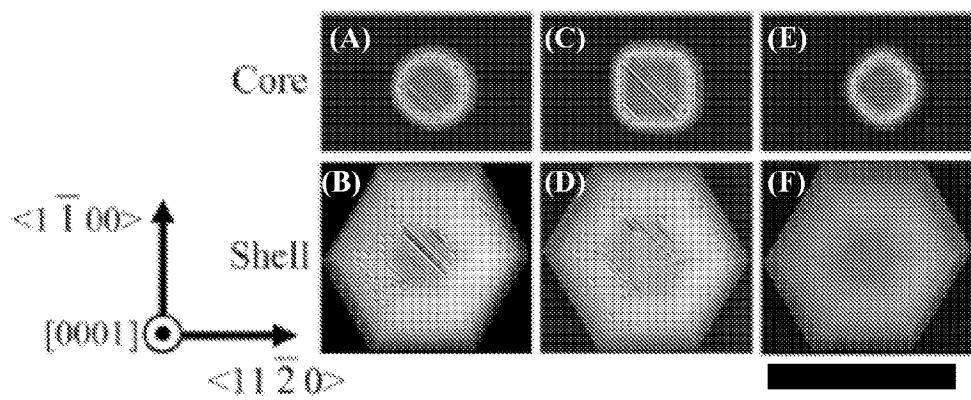 (A) (C) (E)
Core
(B) (D) (F)
<1 1̅ 00>
Shell
[0001]
<11 2̅ 0>